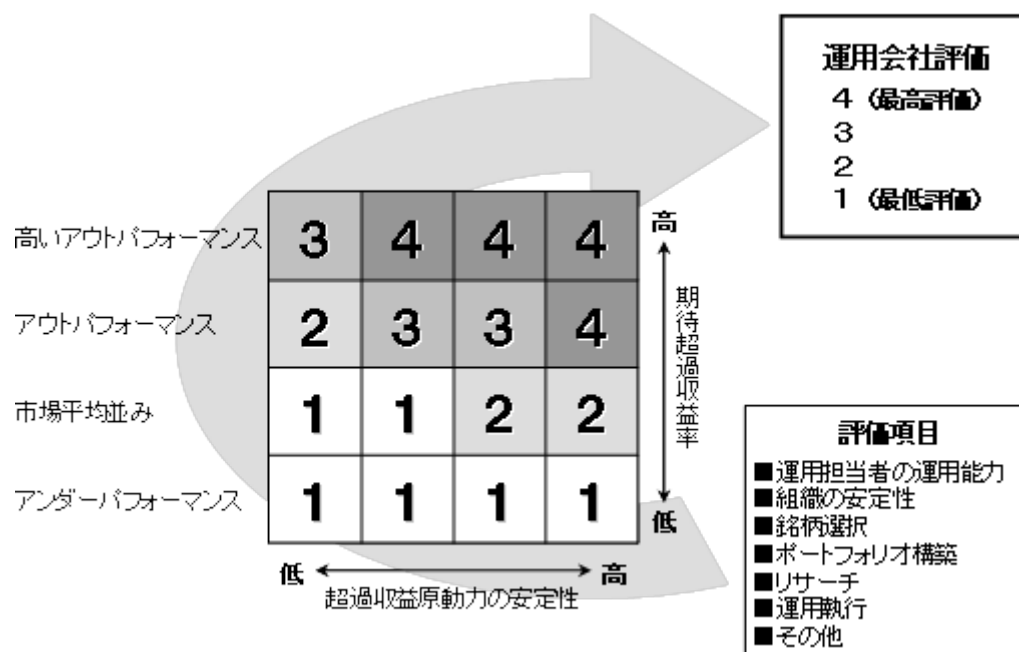 運用会社評価
4 (最高評価)
3
2
1 (最低評価)
高いアウトパフォーマンス 3 4 4 4 高
アウトパフォーマンス 2 3 3 4
市場平均並み 1 1 2 2
アンダーパフォーマンス 1 1 1 1 低
期待超過収益率
低 高
超過収益原動力の安定性
評価項目
■運用担当者の運用能力
■組織の安定性
■銘柄選択
■ポートフォリオ構築
■リサーチ
■運用執行
■その他